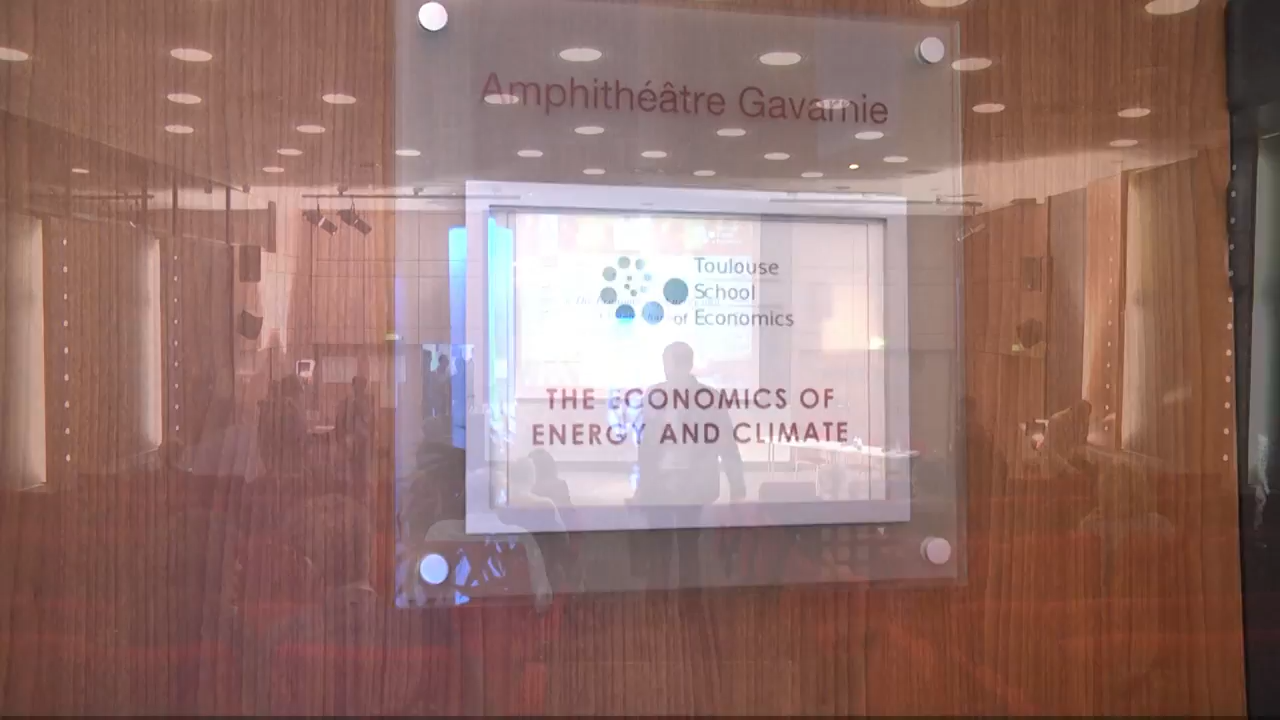 Amphithéâtre Gavarnie
Toulouse
School
of Economics
THE ECONOMICS OF
ENERGY AND CLIMATE